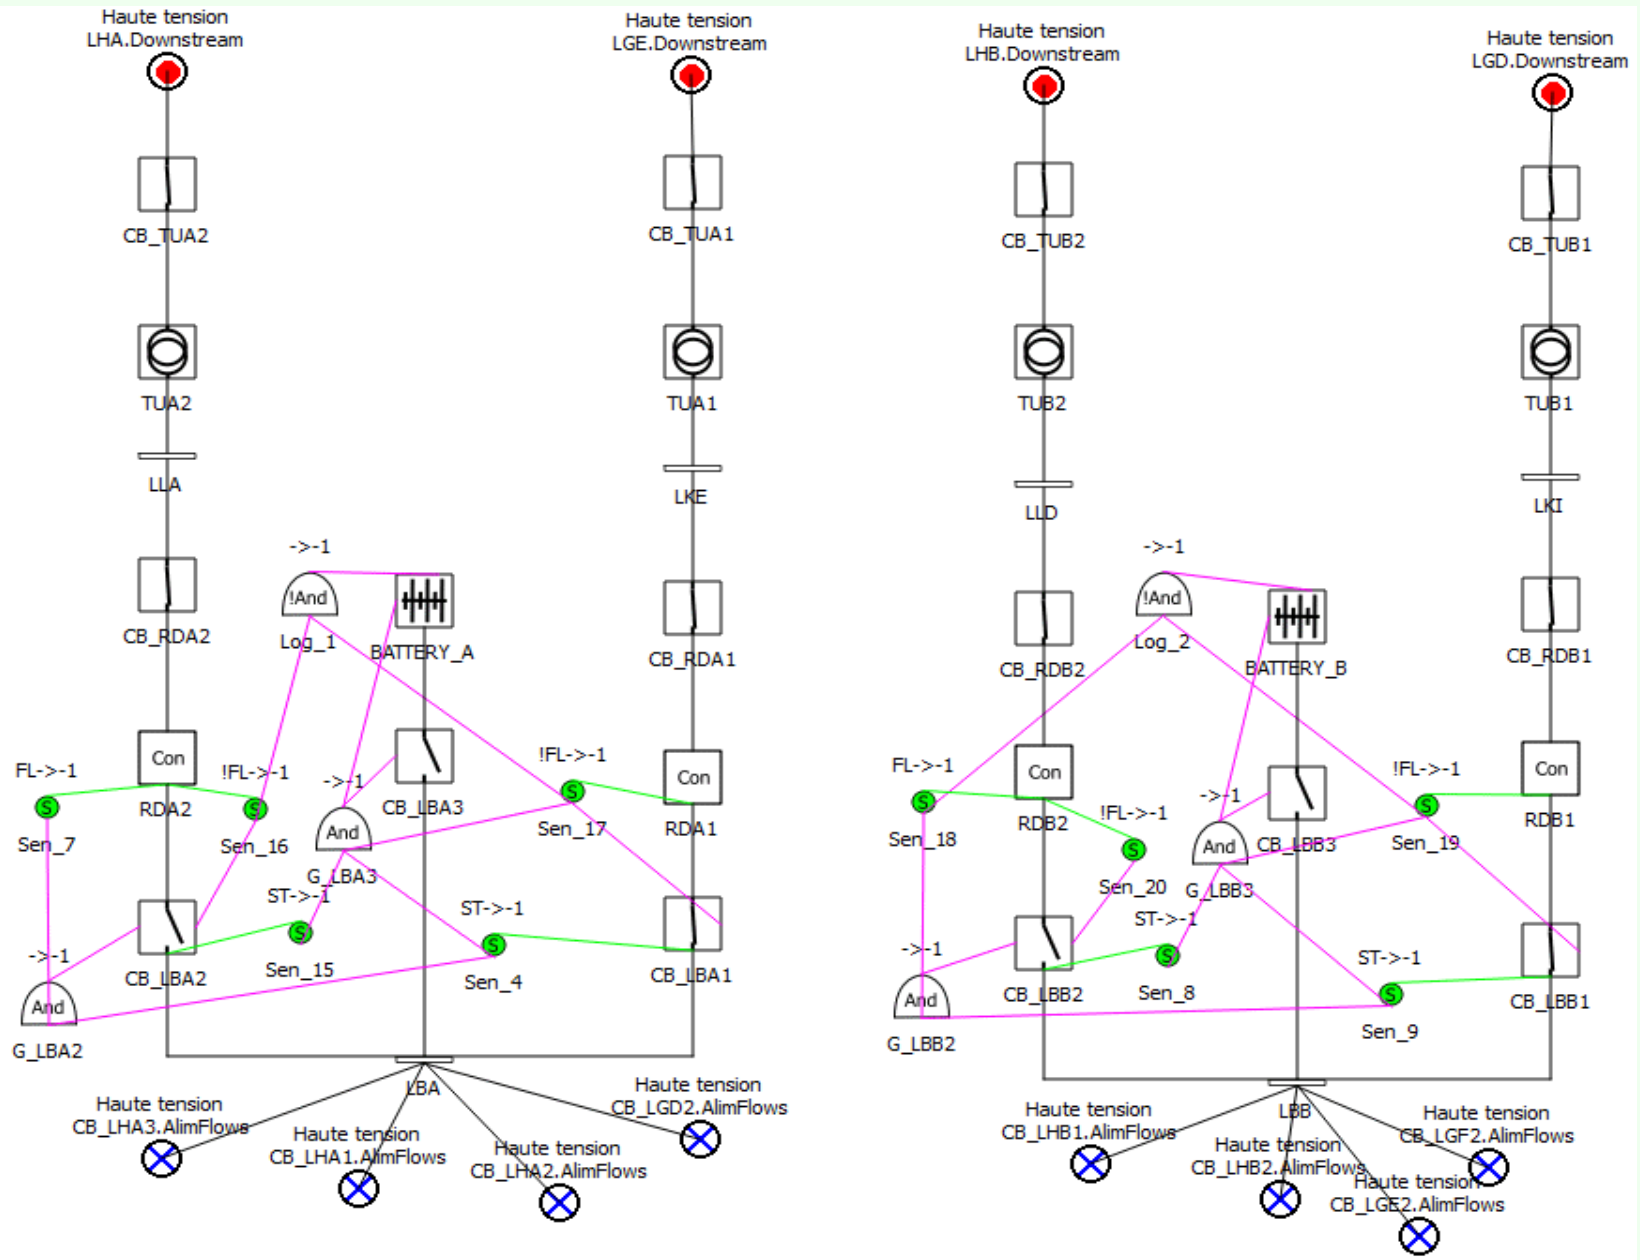 Haute tension
LHA.Downstream
Haute tension
LGE.Downstream
Haute tension
LHB.Downstream
Haute tension
LGD.Downstream
CB_TUA2
CB_TUA1
CB_TUB2
CB_TUB1
TUA2
TUA1
TUB2
TUB1
LLA
LKE
LLD
LKI
->-1
!And
Log_1
BATTERY_A
CB_RDA2
CB_RDA1
->-1
!And
Log_2
BATTERY_B
CB_RDB2
CB_RDB1
Con
RDA2
Con
RDA1
Con
RDB2
Con
RDB1
FL->-1
S
Sen_7
!FL->-1
S
Sen_16
->-1
And
G_LBA3
CB_LBA3
!FL->-1
S
Sen_17
FL->-1
S
Sen_18
!FL->-1
S
Sen_20
->-1
And
G_LBB3
CB_LBB3
!FL->-1
S
Sen_19
ST->-1
S
Sen_15
ST->-1
S
Sen_4
CB_LBA2
CB_LBA1
->-1
And
G_LBA2
ST->-1
S
Sen_8
ST->-1
S
Sen_9
CB_LBB2
CB_LBB1
->-1
And
G_LBB2
LBA
Haute tension
CB_LHA3.AlimFlows
Haute tension
CB_LHA1.AlimFlows
Haute tension
CB_LHA2.AlimFlows
Haute tension
CB_LGD2.AlimFlows
LBB
Haute tension
CB_LHB1.AlimFlows
Haute tension
CB_LHB2.AlimFlows
Haute tension
CB_LGE2.AlimFlows
Haute tension
CB_LGF2.AlimFlows